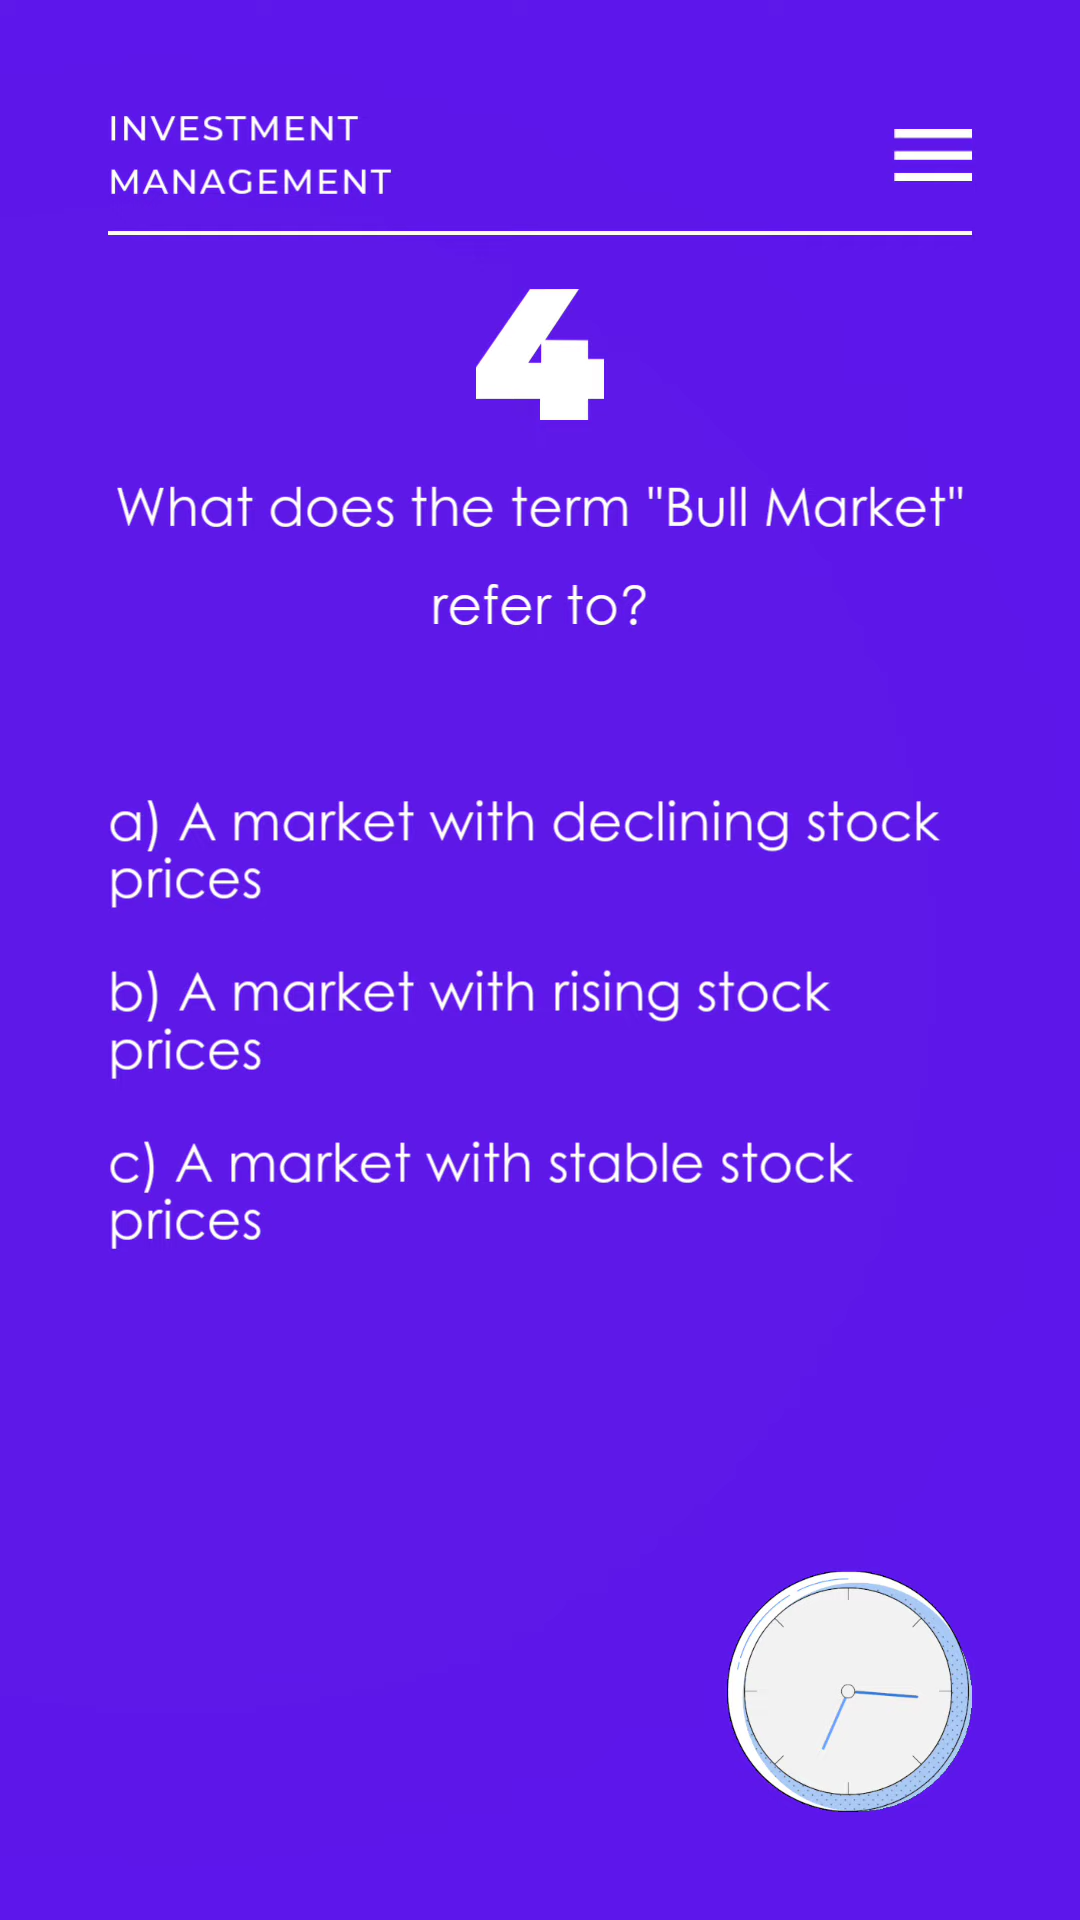 INVESTMENT
MANAGEMENT
4
What does the term "Bull Market"
refer to?
a) A market with declining stock
prices
b) A market with rising stock
prices
c) A market with stable stock
prices